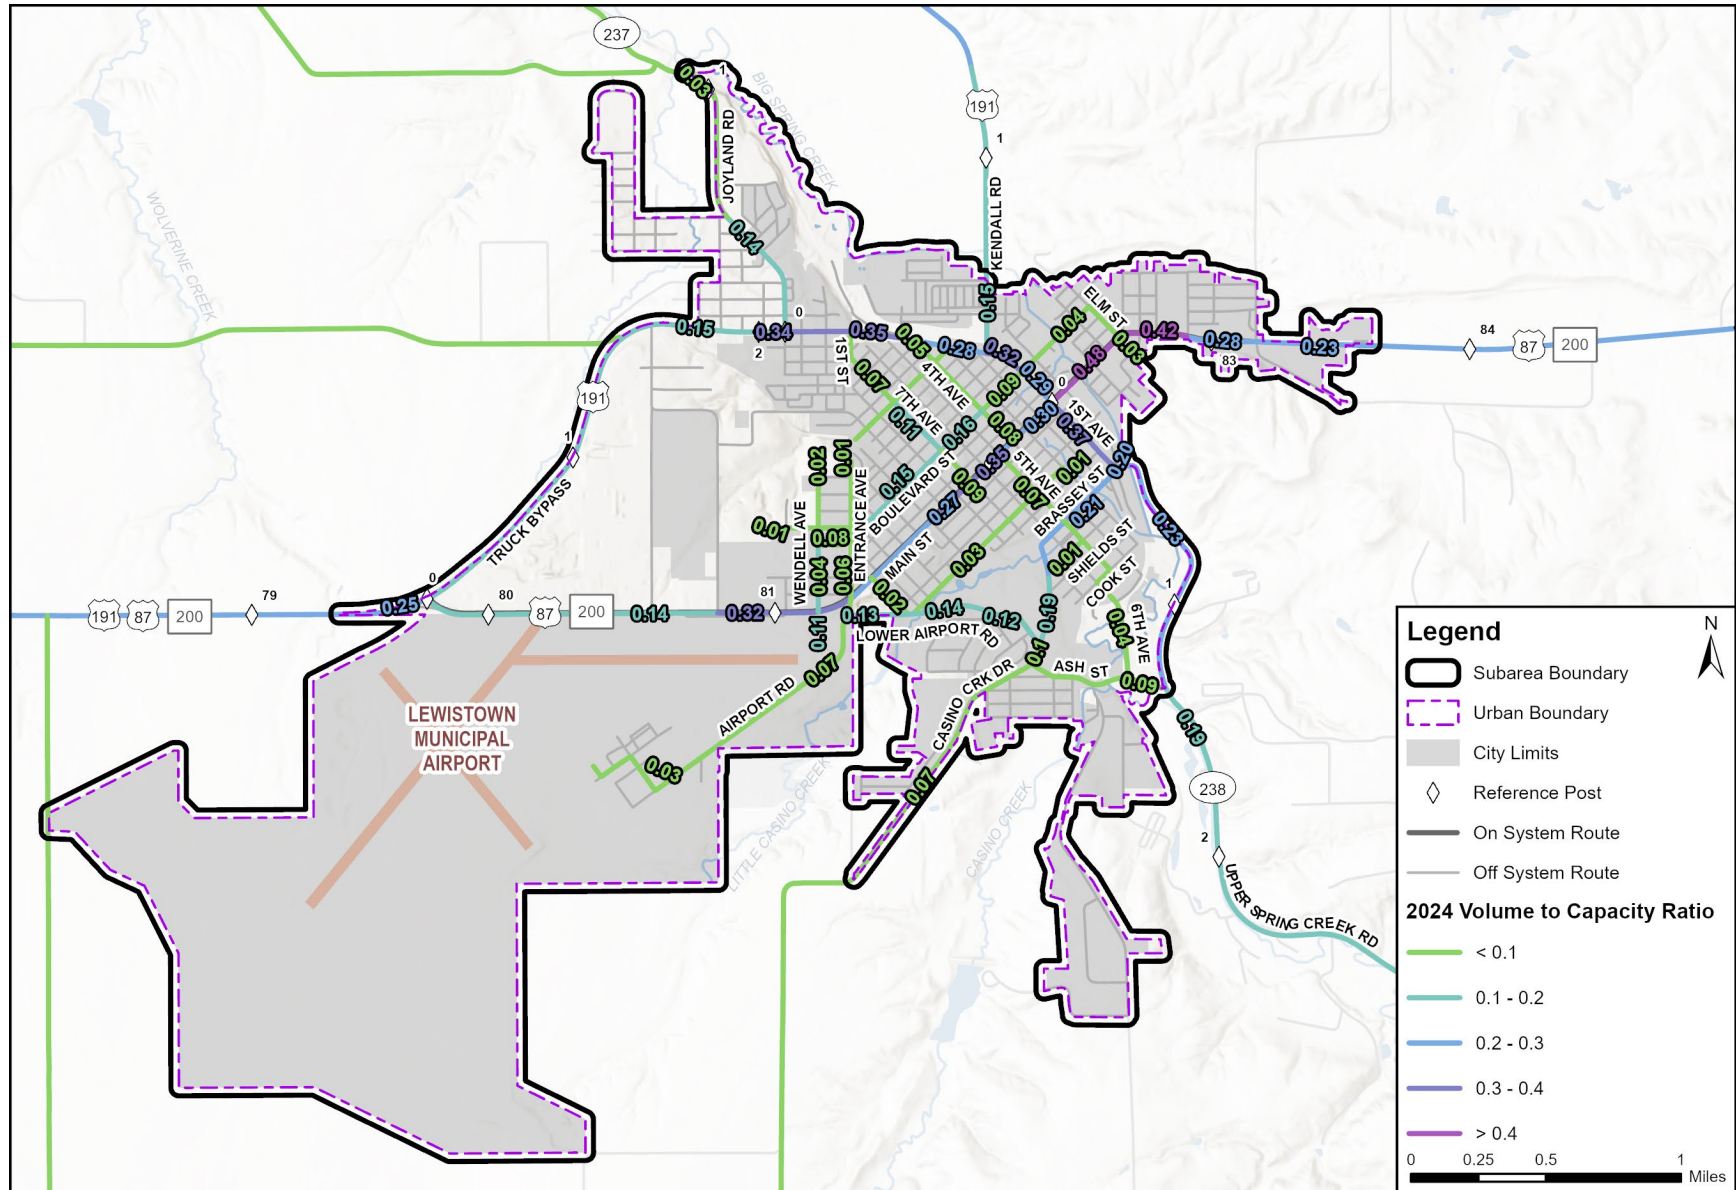 237
0.03
1
BIG SPRING CREEK
JOYLAND RD
191
1
KENDALL RD
WOLVERINE CREEK
0.14
0.15
ELM ST
0.04
0.03
0.42
0.28
83
0.23
84
87
200
0.15
0
0.34
2
0.35
0.05
0.28
0.32
0.29
0.48
0
1ST ST
0.07
4TH AVE
7TH AVE
0.09
0.30
1ST AVE
0.37
191
1
0.11
0.16
0.08
0.20
0.02
0.01
BOULEVARD ST
0.15
0.35
0.09
5TH AVE
0.01
0.07
BRASSEY ST
0.21
0.23
TRUCK BYPASS
0.01
WENDELL AVE
0.08
ENTRANCE AVE
0.27
MAIN ST
0.04
0.06
0.03
0.01
SHIELDS ST
COOK ST
0
79
0.25
80
81
1
191
87
200
87
200
0.14
0.32
0.02
0.13
0.14
0.12
0.19
0.04
6TH AVE
0.11
LOWER AIRPORT RD
0.1
ASH ST
0.09
0.07
AIRPORT RD
CASINO CRK DR
LEWISTOWN
MUNICIPAL
AIRPORT
0.03
0.07
0.19
238
2
LITTLE CASINO CREEK
CASINO CREEK
UPPER SPRING CREEK RD
Legend
N
Subarea Boundary
Urban Boundary
City Limits
Reference Post
On System Route
Off System Route
2024 Volume to Capacity Ratio
< 0.1
0.1 - 0.2
0.2 - 0.3
0.3 - 0.4
> 0.4
0 0.25 0.5 1
Miles